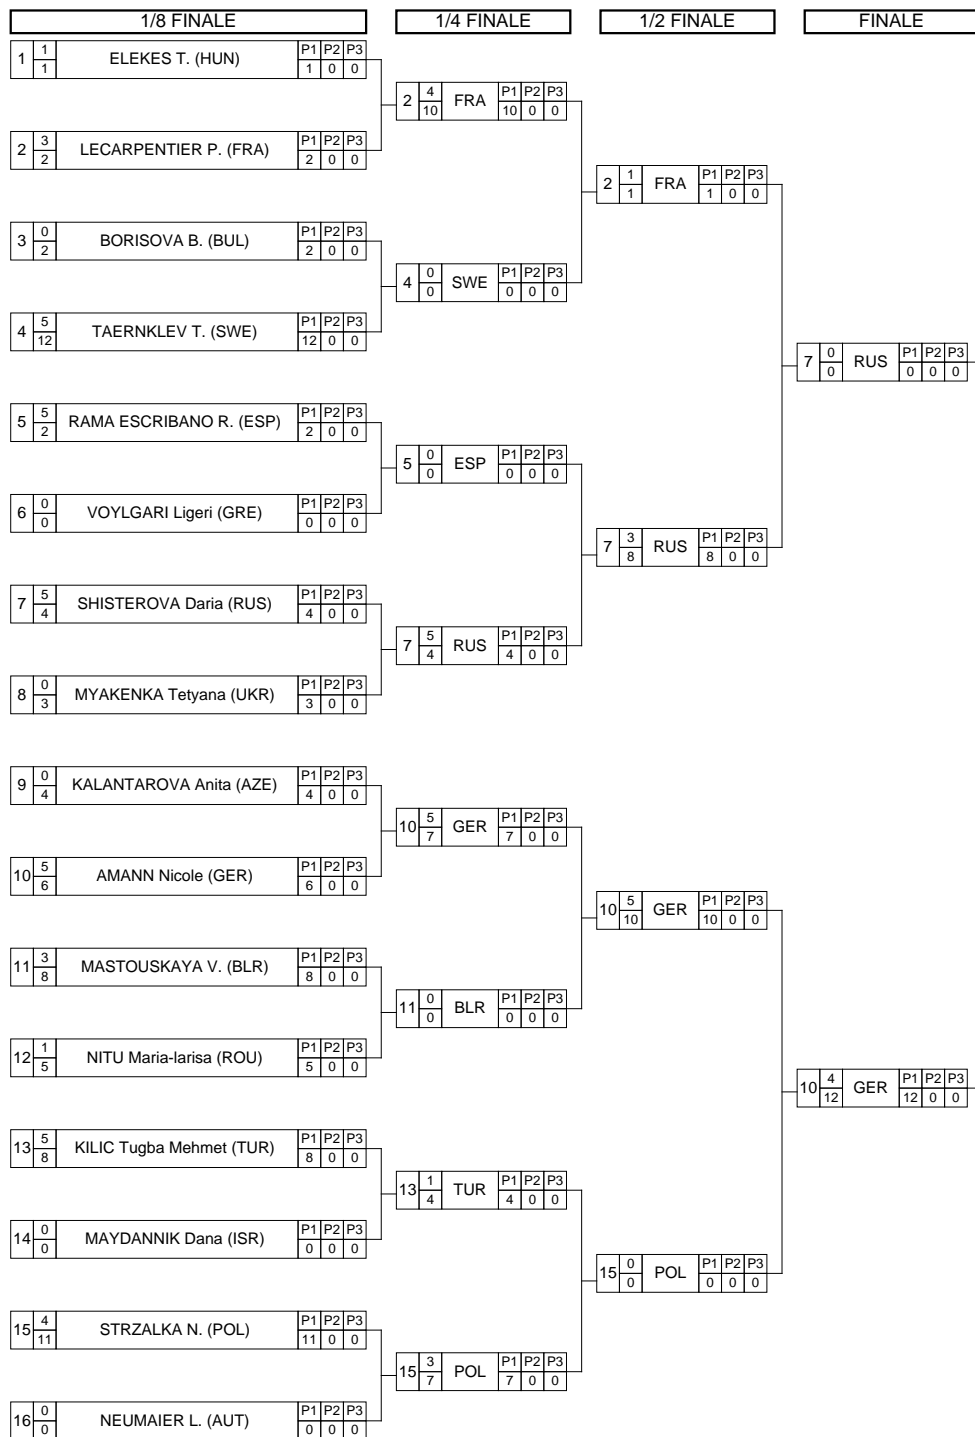 1/8 FINALE 1/4 FINALE 1/2 FINALE FINALE
1 1 ELEKES T. (HUN) P1 P2 P3
1 1 0 0
2 4 FRA P1 P2 P3
10 10 0 0
2 3 LECARPENTIER P. (FRA) P1 P2 P3
2 2 0 0
2 1 FRA P1 P2 P3
1 1 0 0
3 0 BORISOVA B. (BUL) P1 P2 P3
2 2 0 0
4 0 SWE P1 P2 P3
0 0 0 0
4 5 TAERNKLEV T. (SWE) P1 P2 P3
12 12 0 0
7 0 RUS P1 P2 P3
0 0 0 0
5 5 RAMA ESCRIBANO R. (ESP) P1 P2 P3
2 2 0 0
5 0 ESP P1 P2 P3
0 0 0 0
6 0 VOYLGARI Ligeri (GRE) P1 P2 P3
0 0 0 0
7 3 RUS P1 P2 P3
8 8 0 0
7 5 SHISTEROVA Daria (RUS) P1 P2 P3
4 4 0 0
7 5 RUS P1 P2 P3
4 4 0 0
8 0 MYAKENKA Tetyana (UKR) P1 P2 P3
3 3 0 0
9 0 KALANTAROVA Anita (AZE) P1 P2 P3
4 4 0 0
10 5 GER P1 P2 P3
7 7 0 0
10 5 AMANN Nicole (GER) P1 P2 P3
6 6 0 0
10 5 GER P1 P2 P3
10 10 0 0
11 3 MASTOUSKAYA V. (BLR) P1 P2 P3
8 8 0 0
11 0 BLR P1 P2 P3
0 0 0 0
12 1 NITU Maria-larisa (ROU) P1 P2 P3
5 5 0 0
10 4 GER P1 P2 P3
12 12 0 0
13 5 KILIC Tugba Mehmet (TUR) P1 P2 P3
8 8 0 0
13 1 TUR P1 P2 P3
4 4 0 0
14 0 MAYDANNIK Dana (ISR) P1 P2 P3
0 0 0 0
15 0 POL P1 P2 P3
0 0 0 0
15 4 STRZALKA N. (POL) P1 P2 P3
11 11 0 0
15 3 POL P1 P2 P3
7 7 0 0
16 0 NEUMAIER L. (AUT) P1 P2 P3
0 0 0 0